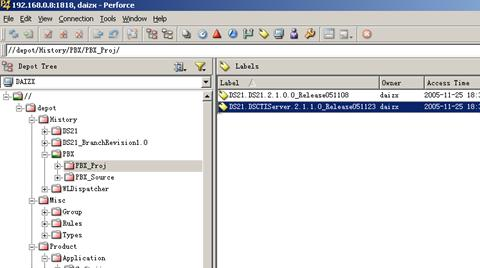 192.168.0.8:1818, daizx - Perforce
File Edit View Connection Tools Window Help
//depot/History/PBX/PBX_Proj/
Depot Tree
Labels
DAIZX
Label Owner Access Time
DS21.DS21.2.1.0.0_Release051108 daizx 2005-11-25 18:
DS21.DSCTIServer.2.1.1.0_Release051123 daizx 2005-11-25 18:
//
depot
History
DS21
DS21_BranchRevision1.0
PBX
PBX_Proj
PBX_Source
WLDispatcher
Misc
Group
Rules
Types
Product
Application